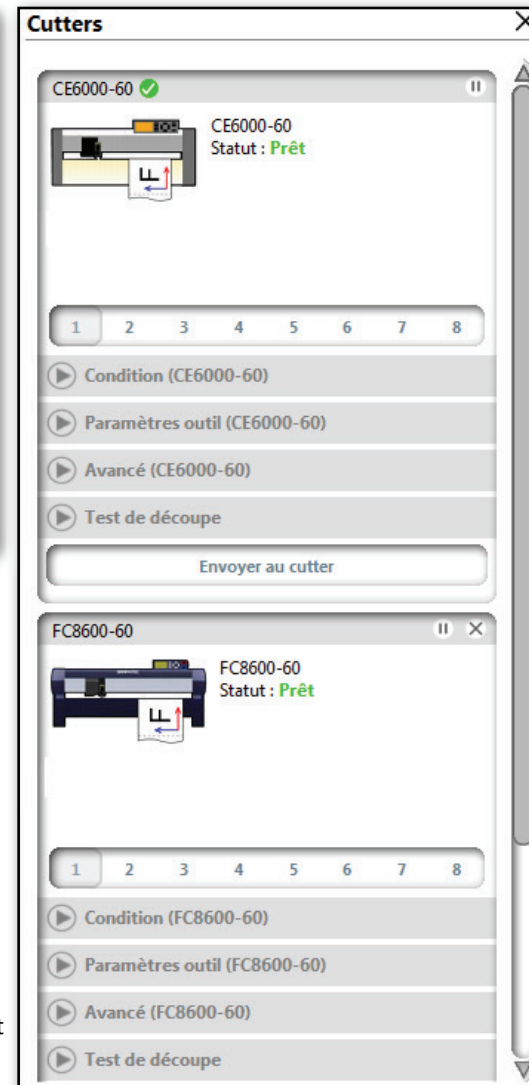 Cutters
CE6000-60
CE6000-60
Statut : Prêt
F
1 2 3 4 5 6 7 8
Condition (CE6000-60)
Paramètres outil (CE6000-60)
Avancé (CE6000-60)
Test de découpe
Envoyer au cutter
FC8600-60
FC8600-60
Statut : Prêt
F
1 2 3 4 5 6 7 8
Condition (FC8600-60)
Paramètres outil (FC8600-60)
Avancé (FC8600-60)
t
Test de découpe